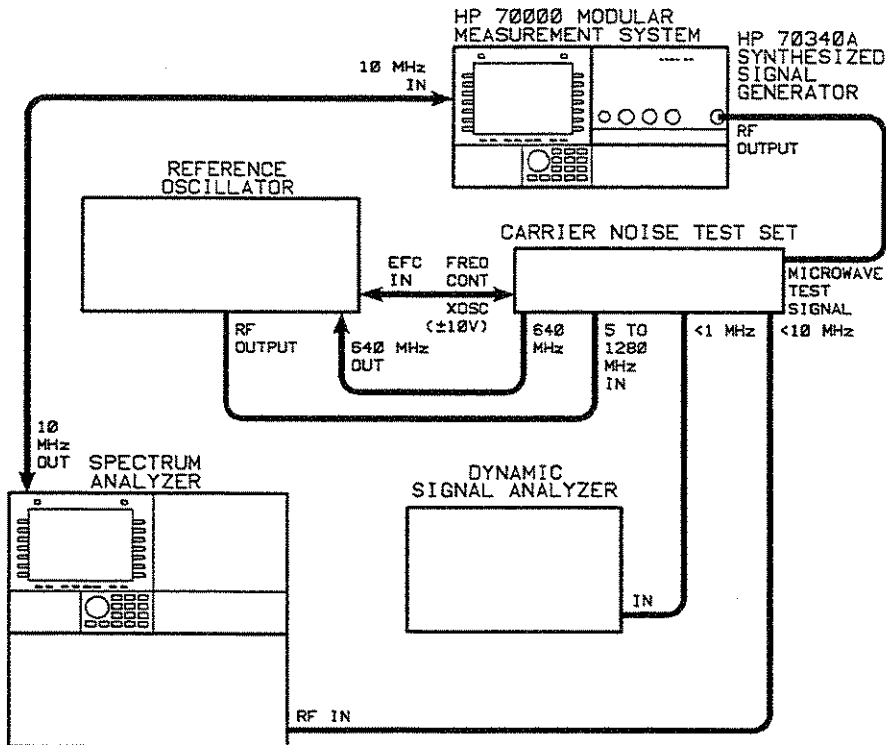 HP 70000 MODULAR
MEASUREMENT SYSTEM
HP 70340A
SYNTHESIZED
SIGNAL
GENERATOR
10 MHz
IN
RF
OUTPUT
REFERENCE
OSCILLATOR
CARRIER NOISE TEST SET
EFC
IN
FREQ
CONT
XOSC
(±10V)
MICROWAVE
TEST
SIGNAL
RF
OUTPUT
640 MHz
OUT
640
MHz
5 TO
1280
MHz
IN
<1 MHz
<10 MHz
10
MHz
OUT
SPECTRUM
ANALYZER
DYNAMIC
SIGNAL ANALYZER
IN
RF IN